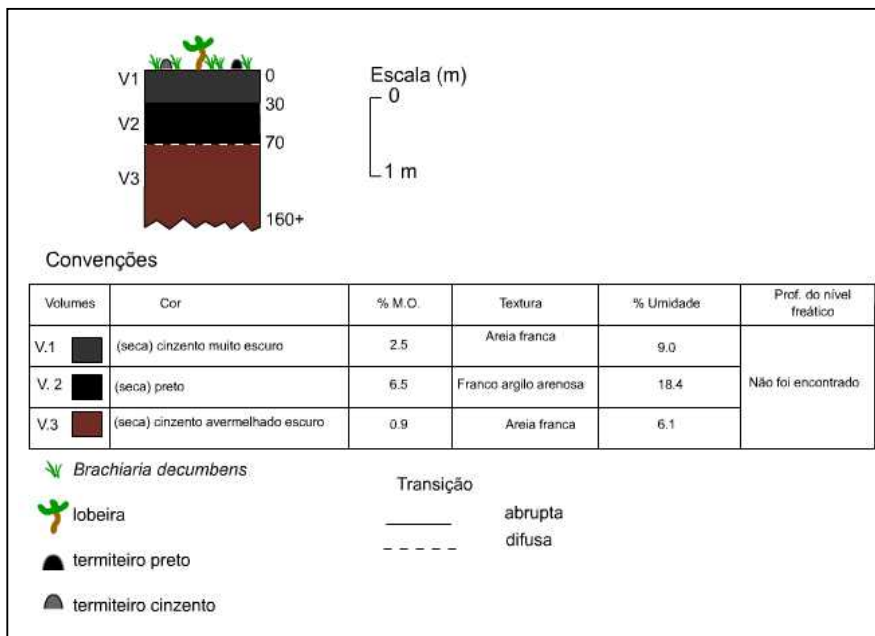 V1
0
Escala (m)
0
30
V2
70
V3
1 m
160+
Convenções
Volumes Cor % M.O. Textura % Umidade Prof. do nível freático
V.1 (seca) cinzento muito escuro 2.5 Areia franca 9.0
V. 2 (seca) preto 6.5 Franco argilo arenosa 18.4 Não foi encontrado
V.3 (seca) cinzento avermelhado escuro 0.9 Areia franca 6.1
Brachiaria decumbens
Transição
lobeira
abrupta
difusa
termiteiro preto
termiteiro cinzento